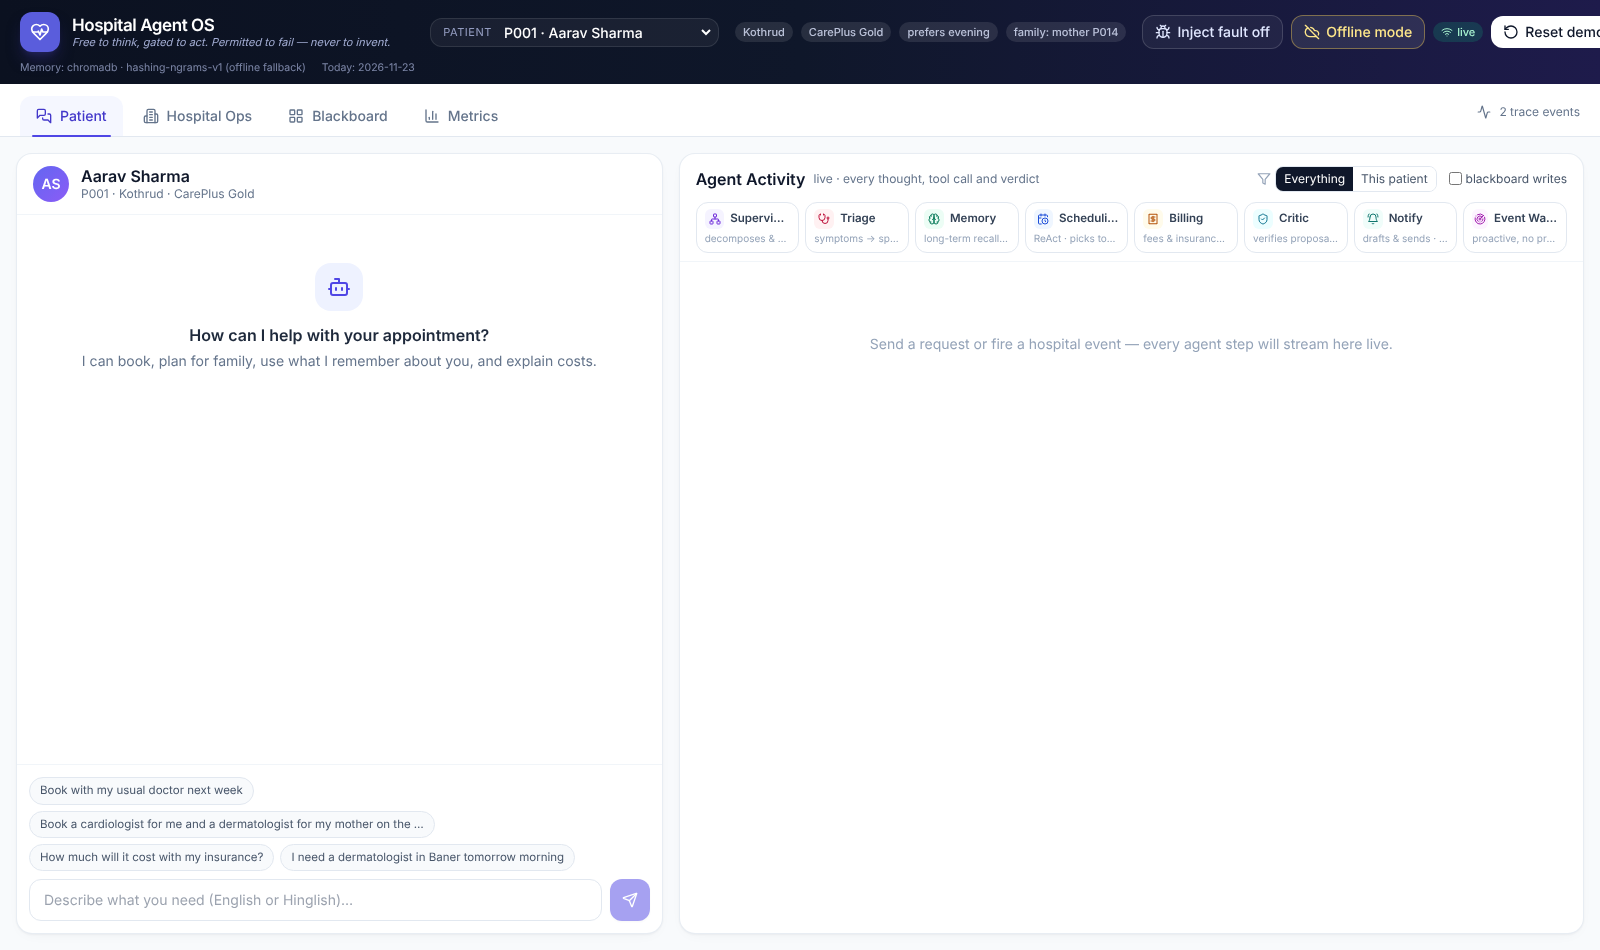 Hospital Agent OS
Free to think, gated to act. Permitted to fail — never to invent.
PATIENT P001 · Aarav Sharma
Kothrud
CarePlus Gold
prefers evening
family: mother P014
Inject fault off
Offline mode
live
Reset demo
Memory: chromadb · hashing-ngrams-v1 (offline fallback) Today: 2026-11-23
Patient
Hospital Ops
Blackboard
Metrics
2 trace events
AS
Aarav Sharma
P001 · Kothrud · CarePlus Gold
How can I help with your appointment?
I can book, plan for family, use what I remember about you, and explain costs.
Book with my usual doctor next week
Book a cardiologist for me and a dermatologist for my mother on the ...
How much will it cost with my insurance?
I need a dermatologist in Baner tomorrow morning
Describe what you need (English or Hinglish)...
Agent Activity live · every thought, tool call and verdict
Everything
This patient
blackboard writes
Supervi...
decomposes & ...
Triage
symptoms → sp...
Memory
long-term recall...
Scheduli...
ReAct · picks to...
Billing
fees & insuranc...
Critic
verifies proposa...
Notify
drafts & sends · ...
Event Wa...
proactive, no pr...
Send a request or fire a hospital event — every agent step will stream here live.